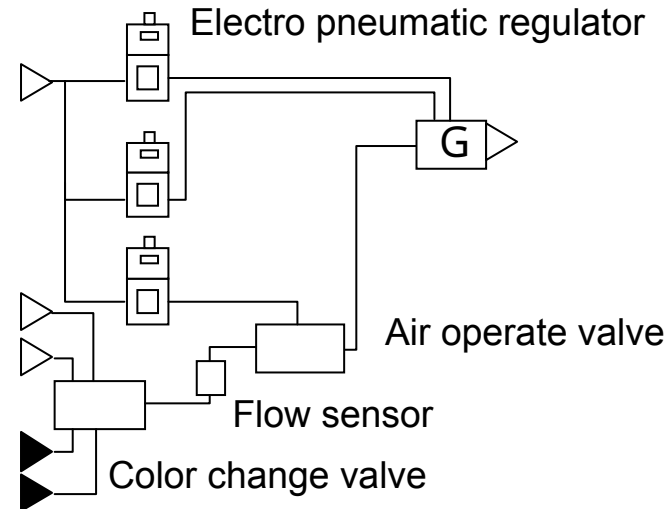 Electro pneumatic regulator
G
Air operate valve
Flow sensor
Color change valve